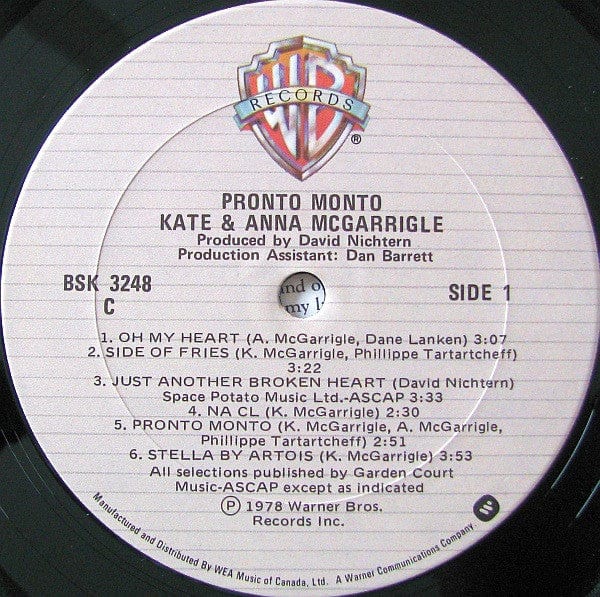 WB
RECORDS
®
PRONTO MONTO
KATE & ANNA MCGARRIGLE
Produced by David Nichtern
Production Assistant: Dan Barrett
BSK 3248
C
SIDE 1
and o
my l
1. OH MY HEART (A. McGarrigle, Dane Lanken) 3:07
2. SIDE OF FRIES (K. McGarrigle, Phillippe Tartartcheff)
3:22
3. JUST ANOTHER BROKEN HEART (David Nichtern)
Space Potato Music Ltd.-ASCAP 3:33
4. NA CL (K. McGarrigle) 2:30
5. PRONTO MONTO (K. McGarrigle, A. McGarrigle,
Phillippe Tartartcheff) 2:51
6. STELLA BY ARTOIS (K. McGarrigle) 3:53
All selections published by Garden Court
Music-ASCAP except as indicated
Ⓟ 1978 Warner Bros.
Records Inc.
Manufactured and Distributed By WEA Music of Canada, Ltd. A Warner Communications Company